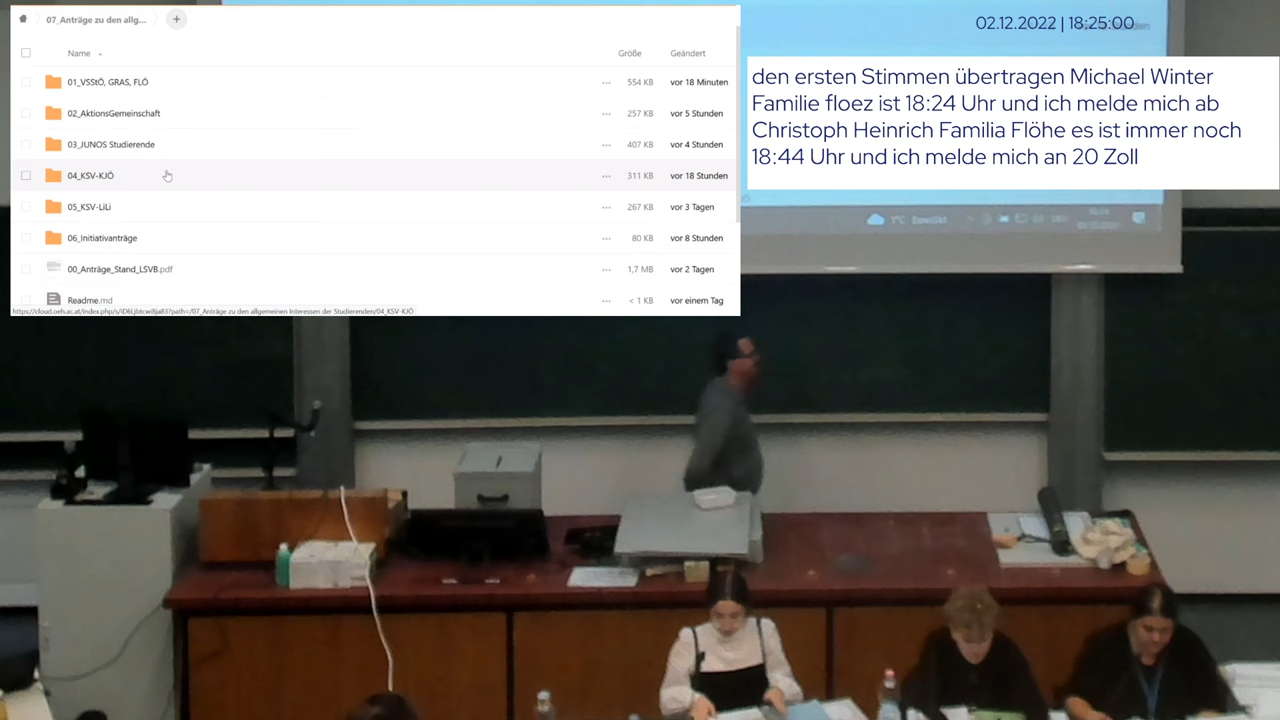 07_Anträge zu den allg...
+
Name
Größe
Geändert
01_VSStÖ, GRAS, FLÖ
554 KB
vor 18 Minuten
02_AktionsGemeinschaft
257 KB
vor 5 Stunden
03_JUNOS Studierende
407 KB
vor 4 Stunden
04_KSV-KJÖ
311 KB
vor 18 Stunden
05_KSV-LiLi
267 KB
vor 3 Tagen
06_Initiativanträge
80 KB
vor 8 Stunden
00_Anträge_Stand_LSVB.pdf
1,7 MB
vor 2 Tagen
Readme.md
< 1 KB
vor einem Tag
02.12.2022 | 18:25:00
den ersten Stimmen übertragen Michael Winter
Familie floez ist 18:24 Uhr und ich melde mich ab
Christoph Heinrich Familia Flöhe es ist immer noch
18:44 Uhr und ich melde mich an 20 Zoll
1°C Bewölkt